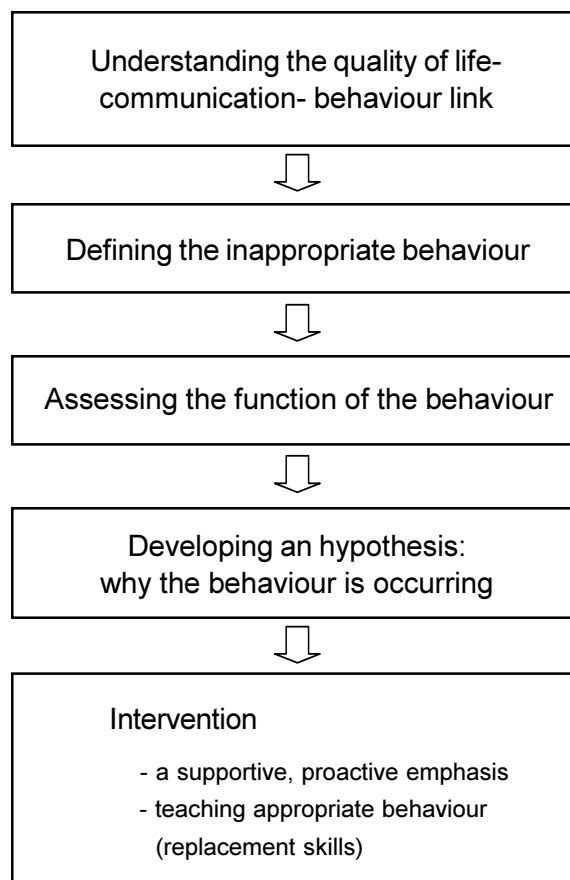 Understanding the quality of life-
communication- behaviour link
Defining the inappropriate behaviour
Assessing the function of the behaviour
Developing an hypothesis:
why the behaviour is occurring
Intervention
- a supportive, proactive emphasis
- teaching appropriate behaviour
(replacement skills)